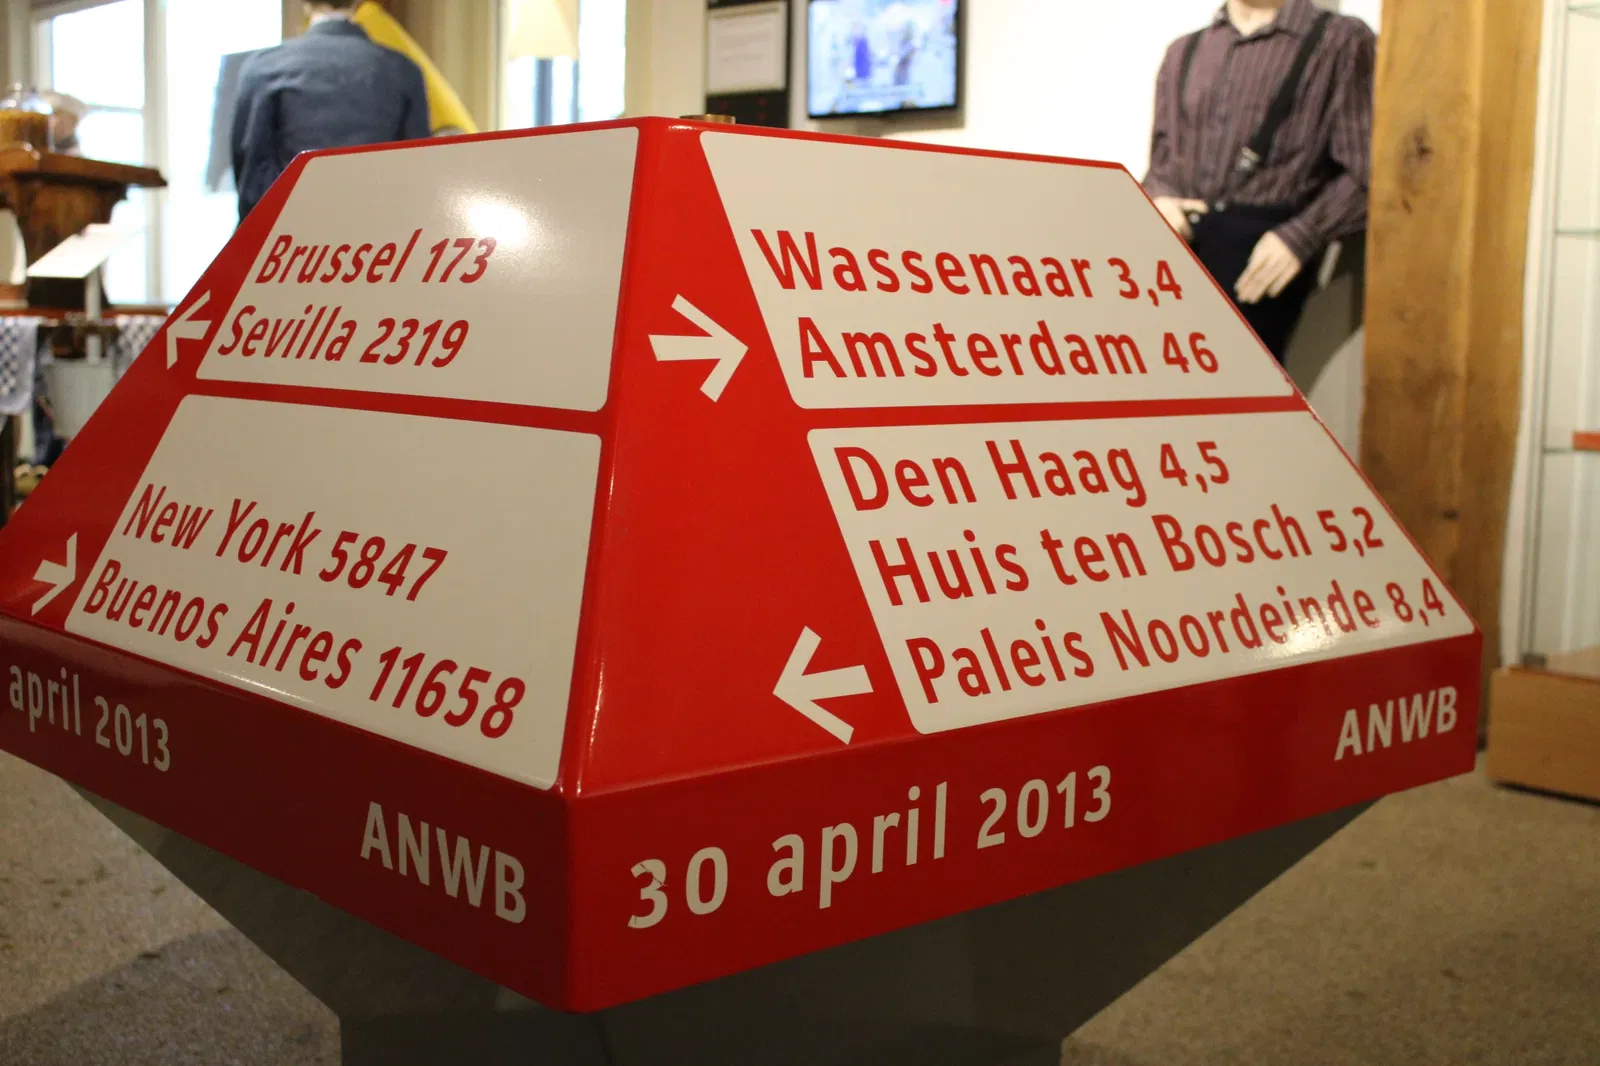 Brussel 173
Sevilla 2319
New York 5847
Buenos Aires 11658
april 2013
ANWB
Wassenaar 3,4
Amsterdam 46
Den Haag 4,5
Huis ten Bosch 5,2
Paleis Noordeinde 8,4
30 april 2013
ANWB